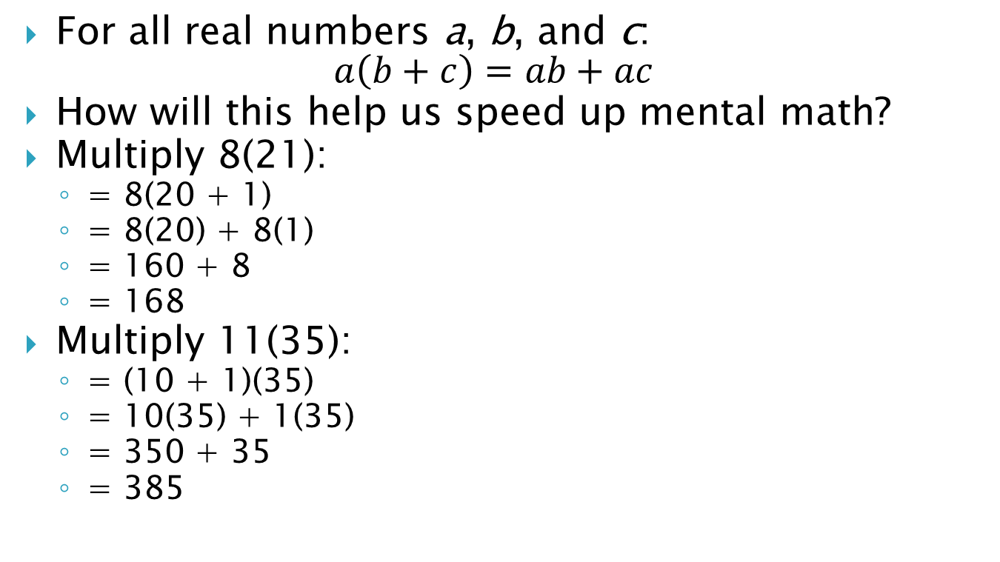 For all real numbers a, b, and c:
a(b + c) = ab + ac
How will this help us speed up mental math?
Multiply 8(21):
= 8(20 + 1)
= 8(20) + 8(1)
= 160 + 8
= 168
Multiply 11(35):
= (10 + 1)(35)
= 10(35) + 1(35)
= 350 + 35
= 385